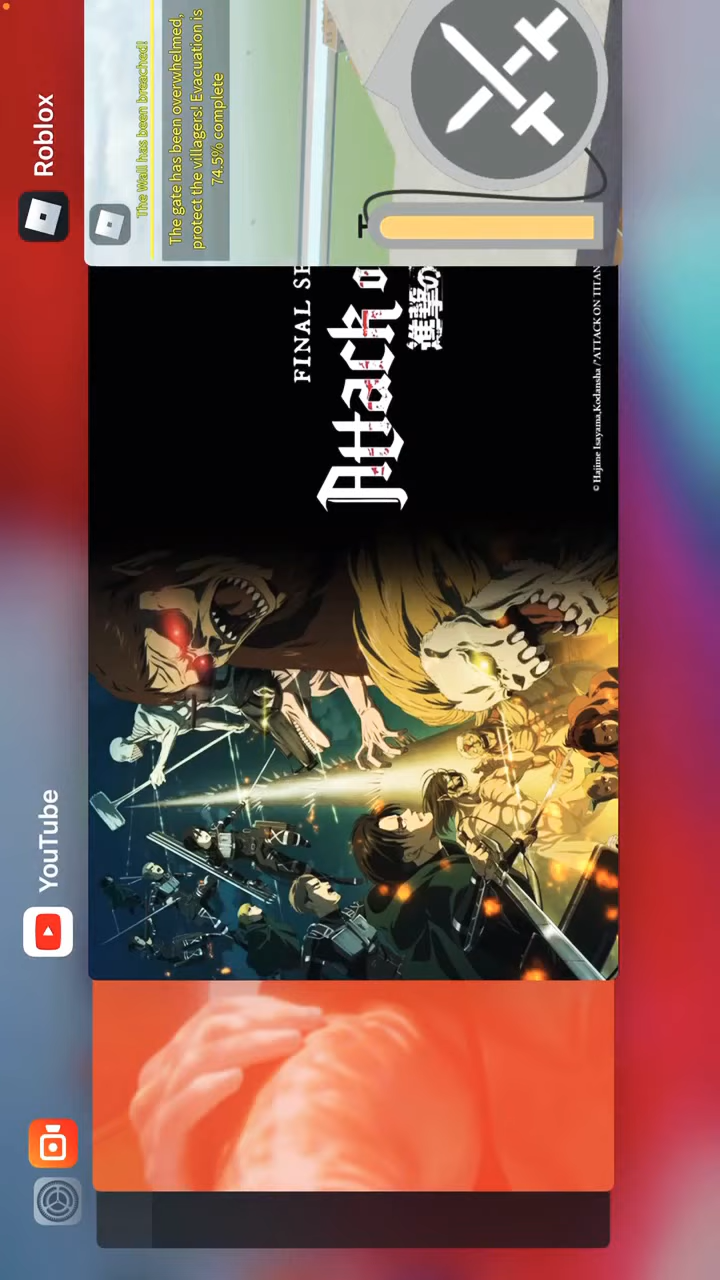 YouTube
Roblox
The Wall has been breached!
The gate has been overwhelmed,
protect the villagers! Evacuation is
74.5% complete
FINAL SE
Attack o
進撃の
© Hajime Isayama,Kodansha /"ATTACK ON TITAN